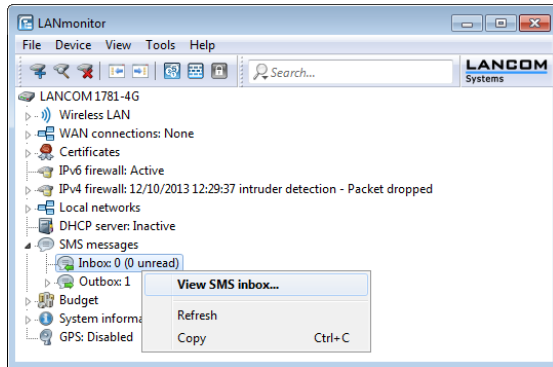 LANmonitor
File Device View Tools Help
Search...
LANCOM
Systems
LANCOM 1781-4G
Wireless LAN
WAN connections: None
Certificates
IPv6 firewall: Active
IPv4 firewall: 12/10/2013 12:29:37 intruder detection - Packet dropped
Local networks
DHCP server: Inactive
SMS messages
Inbox: 0 (0 unread)
Outbox: 1
View SMS inbox...
Budget
System informa
Refresh
GPS: Disabled
Copy Ctrl+C